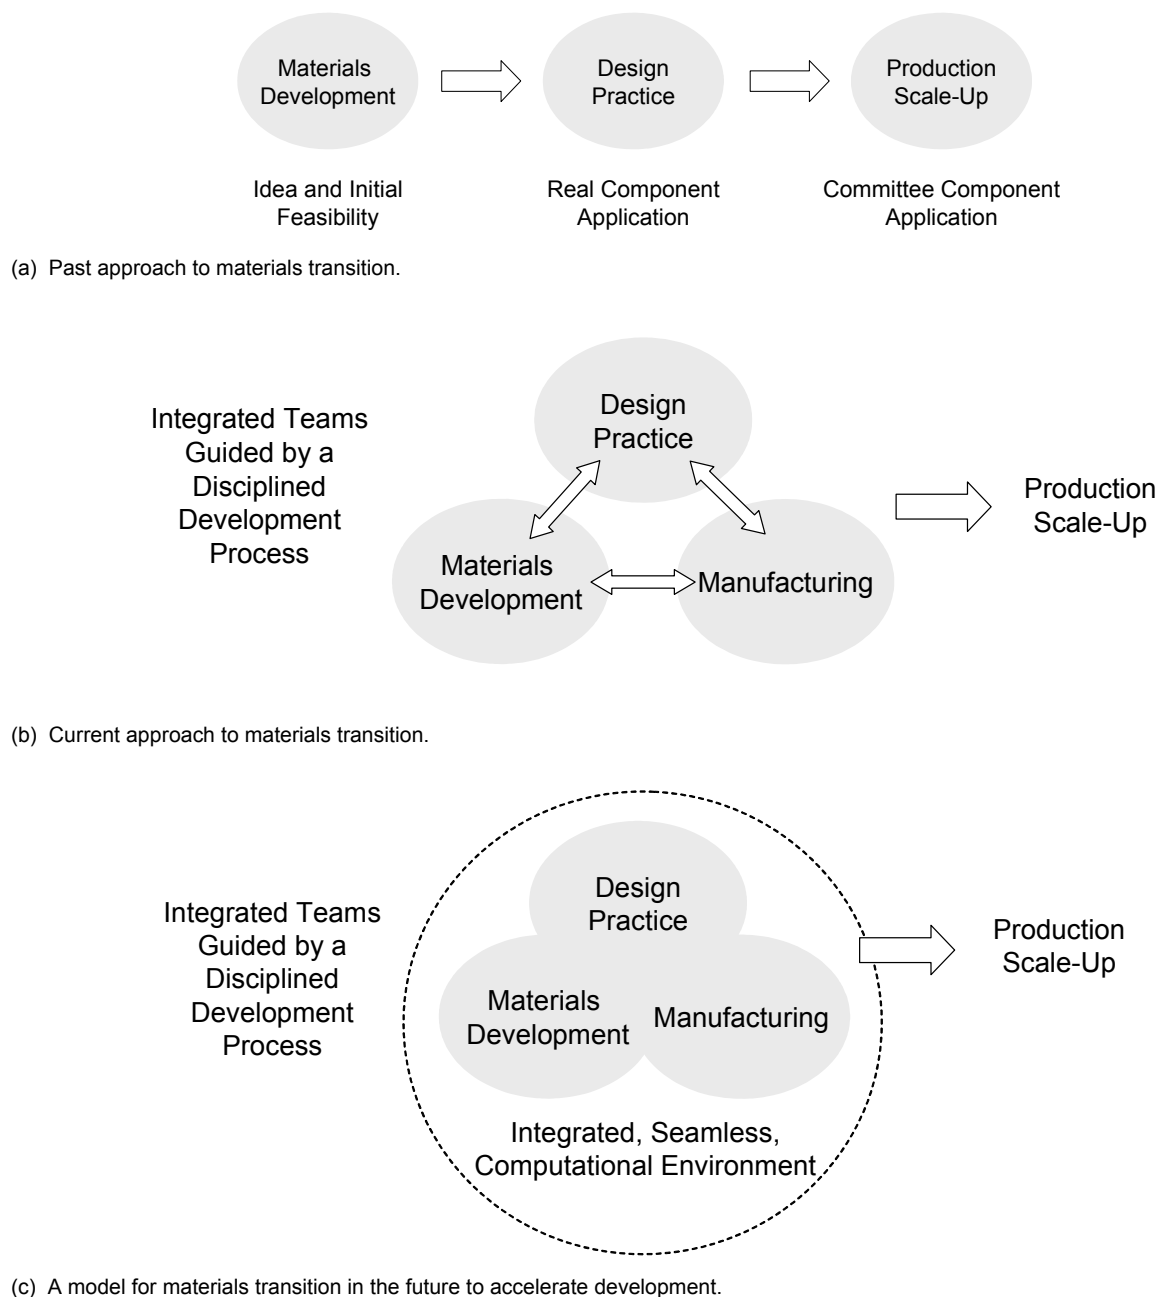 Materials
Development
Design
Practice
Production
Scale-Up
Idea and Initial
Feasibility
Real Component
Application
Committee Component
Application
(a) Past approach to materials transition.
Integrated Teams
Guided by a
Disciplined
Development
Process
Design
Practice
Materials
Development
Manufacturing
Production
Scale-Up
(b) Current approach to materials transition.
Integrated Teams
Guided by a
Disciplined
Development
Process
Design
Practice
Materials
Development
Manufacturing
Integrated, Seamless,
Computational Environment
Production
Scale-Up
(c) A model for materials transition in the future to accelerate development.